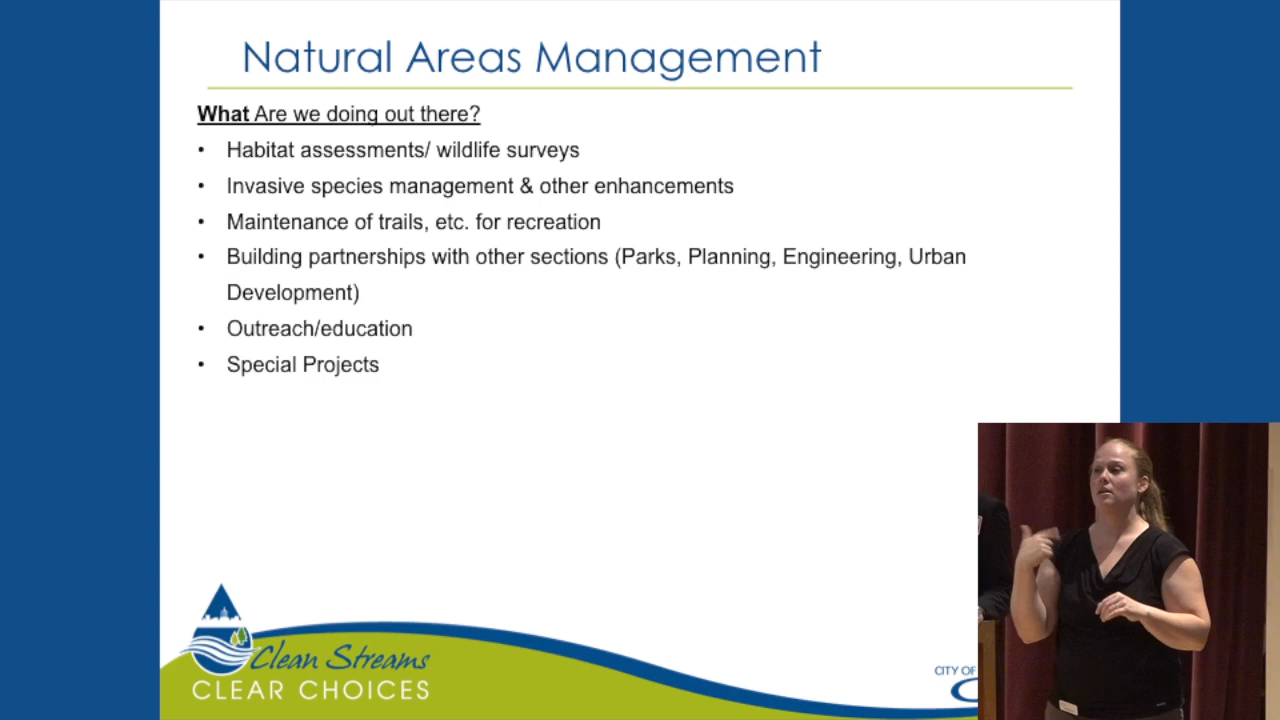 Natural Areas Management
What Are we doing out there?
• Habitat assessments/ wildlife surveys
• Invasive species management & other enhancements
• Maintenance of trails, etc. for recreation
• Building partnerships with other sections (Parks, Planning, Engineering, Urban
Development)
• Outreach/education
• Special Projects
Clean Streams
CLEAR CHOICES
CITY OF